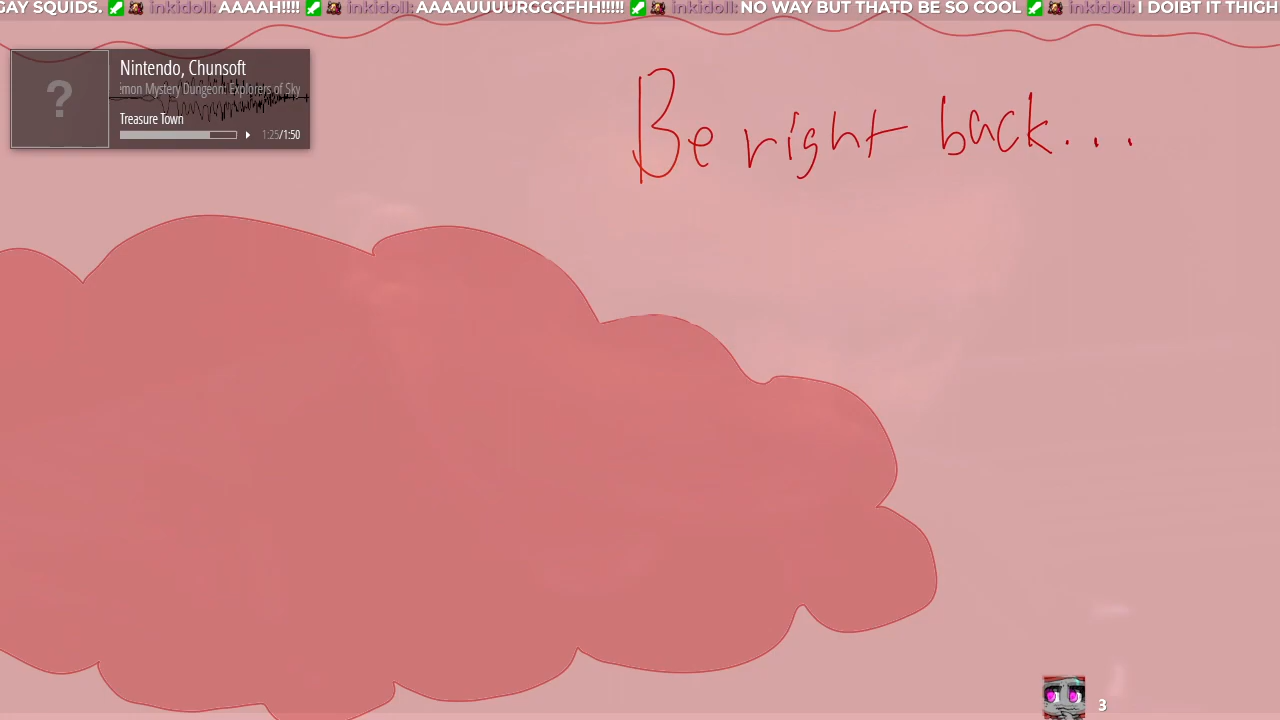 GAY SQUIDS. inkidoll: AAAAH!!!! inkidoll: AAAAUUUURGGGFHH!!!!! inkidoll: NO WAY BUT THATD BE SO COOL inkidoll: I DOIBT IT THIGH
Nintendo, Chunsoft
Be right back...
mon Mystery Dungeon: Explorers of Sky
Treasure Town
1:25/1:50
?
3